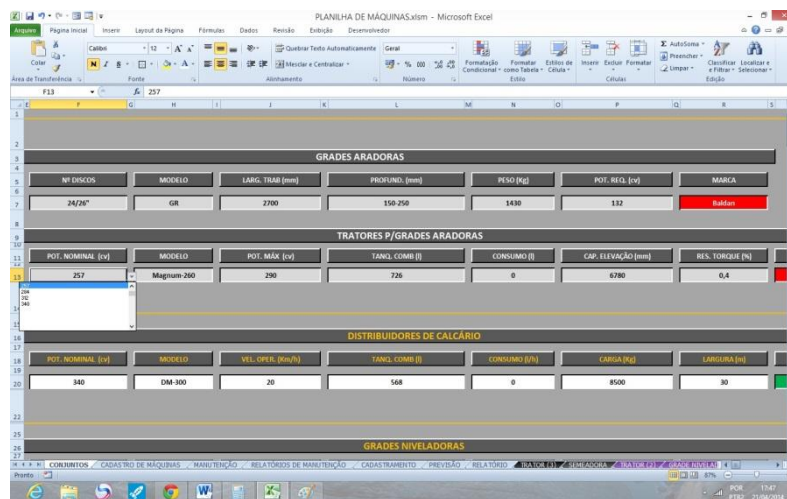 PLANILHA DE MÁQUINAS.xlsm - Microsoft Excel
Arquivo Página Inicial Inserir Layout da Página Fórmulas Dados Revisão Exibição Desenvolvedor
Calibri 12 Quebrar Texto Automaticamente Geral AutoSoma
Colar Mesclar e Centralizar Formatação Condicional Formatar como Tabela Estilos de Célula Inserir Excluir Formatar Preencher Limpar Classificar e Filtrar Localizar e Selecionar
Área de Transferência Fonte Alinhamento Número Estilo Células Edição
F13 fx 257
E F G H I J K L M N O P Q R S
GRADES ARADORAS
Nº DISCOS MODELO LARG. TRAB (mm) PROFUND. (mm) PESO (Kg) POT. REQ. (cv) MARCA
24/26" GR 2700 150-250 1430 132 Baldan
TRATORES P/GRADES ARADORAS
POT. NOMINAL (cv) MODELO POT. MÁX (cv) TANQ. COMB (l) CONSUMO (l) CAP. ELEVAÇÃO (mm) RES. TORQUE (%)
257 Magnum-260 290 726 0 6780 0,4
257
284
312
340
DISTRIBUIDORES DE CALCÁRIO
POT. NOMINAL (cv) MODELO VEL. OPER. (Km/h) TANQ. COMB (l) CONSUMO (l/h) CARGA (Kg) LARGURA (m)
340 DM-300 20 568 0 8500 30
GRADES NIVELADORAS
CONJUNTOS CADASTRO DE MÁQUINAS MANUTENÇÃO RELATÓRIOS DE MANUTENÇÃO CADASTRAMENTO PREVISÃO RELATÓRIO TRATOR (3) SEMEADORA TRATOR (2) GRADE NIVELA
Pronto 87%
POR 17:47
PTB2 21/04/2014